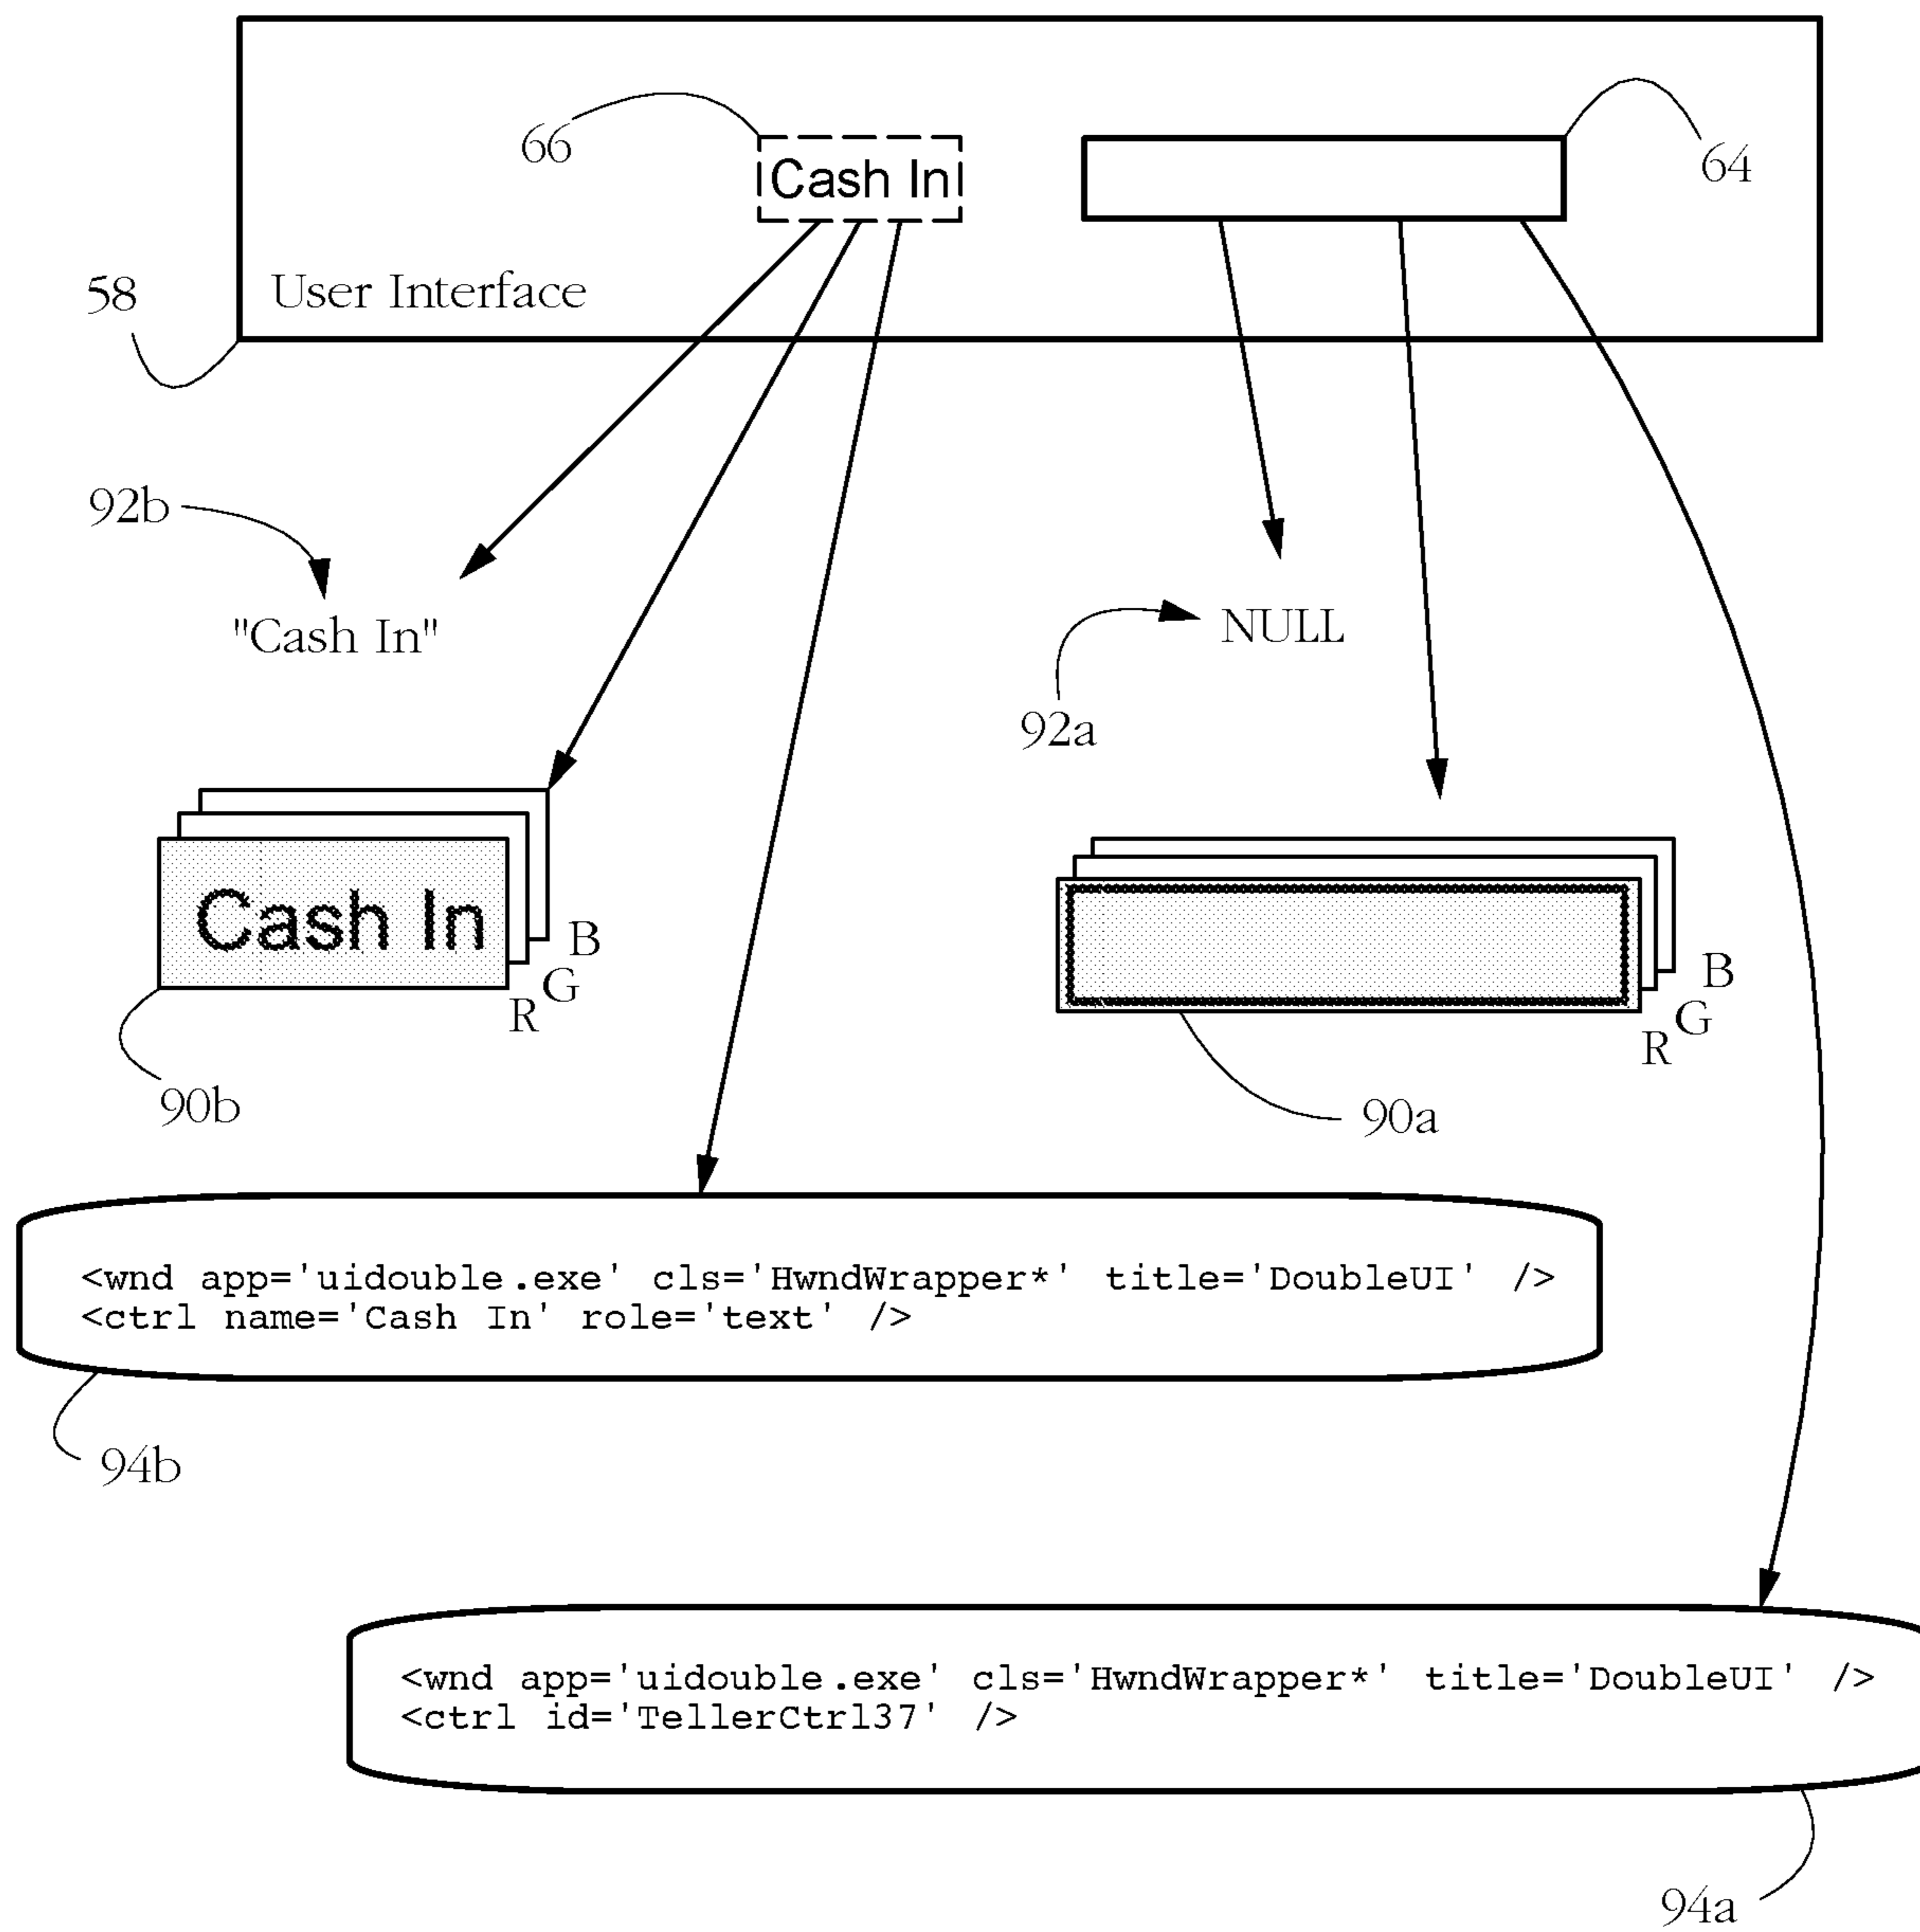 66
Cash In
64
58
User Interface
92b
"Cash In"
NULL
92a
Cash In
B
G
R
B
G
R
90b
90a
<wnd app='uidouble.exe' cls='HwndWrapper*' title='DoubleUI' />
<ctrl name='Cash In' role='text' />
94b
<wnd app='uidouble.exe' cls='HwndWrapper*' title='DoubleUI' />
<ctrl id='TellerCtrl37' />
94a